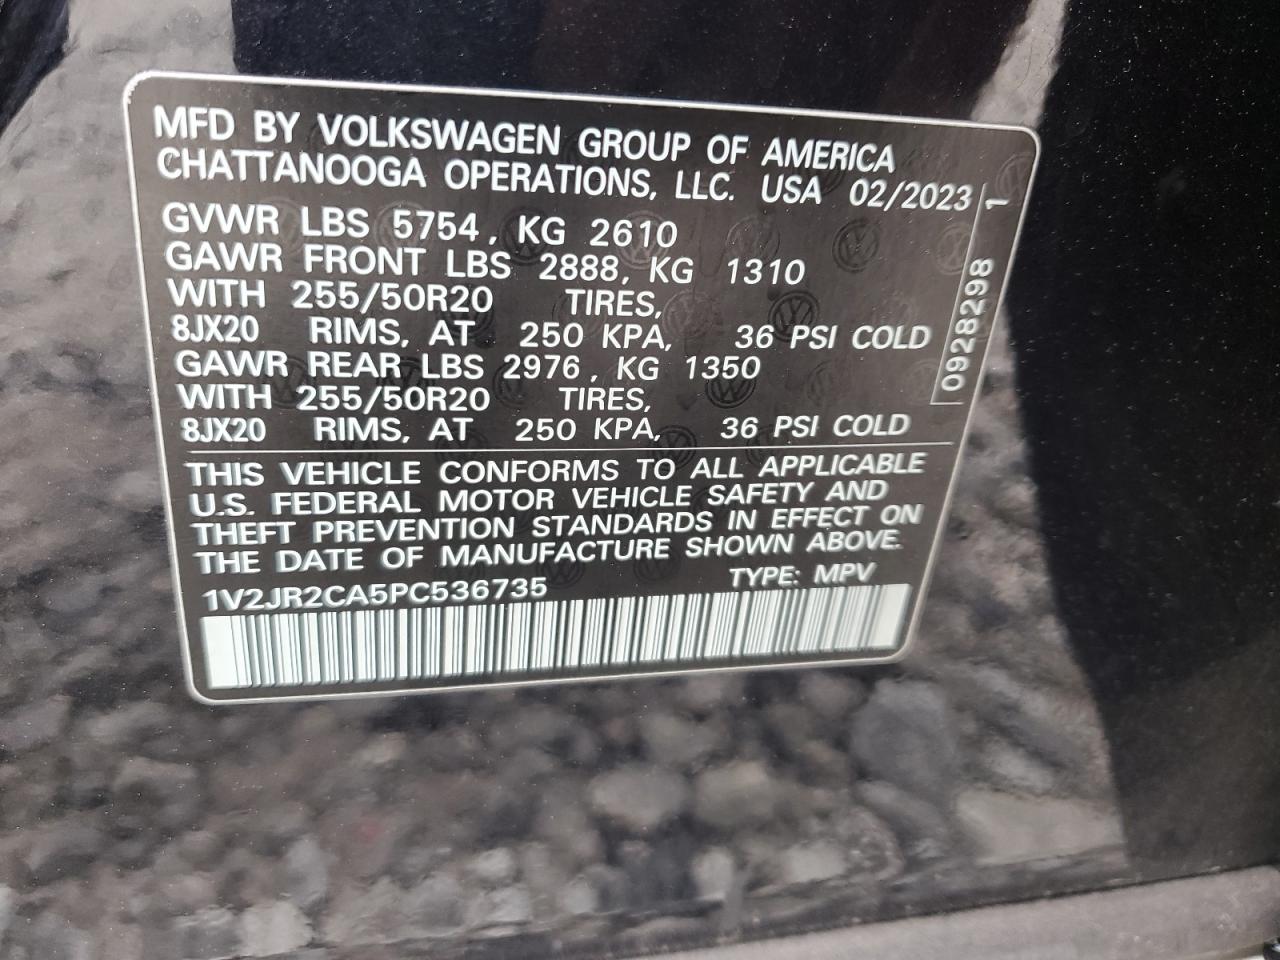 MFD BY VOLKSWAGEN GROUP OF AMERICA
CHATTANOOGA OPERATIONS, LLC. USA 02/2023
GVWR LBS 5754, KG 2610
GAWR FRONT LBS 2888, KG 1310
WITH 255/50R20 TIRES,
8JX20 RIMS, AT 250 KPA, 36 PSI COLD
GAWR REAR LBS 2976, KG 1350
WITH 255/50R20 TIRES,
8JX20 RIMS, AT 250 KPA, 36 PSI COLD
0928298 1
THIS VEHICLE CONFORMS TO ALL APPLICABLE
U.S. FEDERAL MOTOR VEHICLE SAFETY AND
THEFT PREVENTION STANDARDS IN EFFECT ON
THE DATE OF MANUFACTURE SHOWN ABOVE.
1V2JR2CA5PC536735 TYPE: MPV